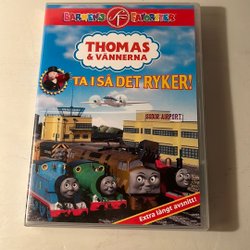 BARNENS FAVORITER
THOMAS
& VÄNNERNA
TA I SÅ DET RYKER!
SODOR AIRPORT
Extra långt avsnitt!